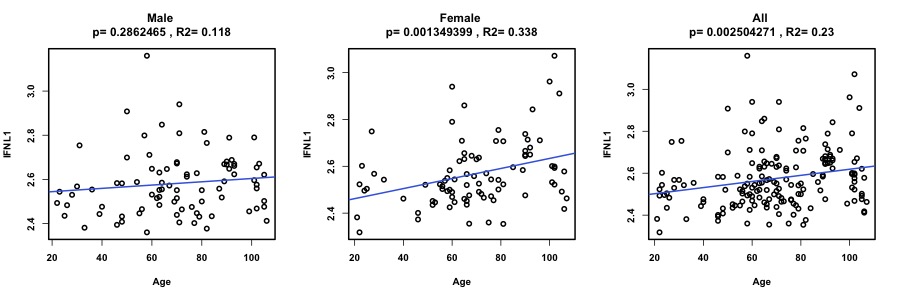 Male
p= 0.2862465 , R2= 0.118
IFNL1
3.0
2.8
2.6
2.4
20 40 60 80 100
Age
Female
p= 0.001349399 , R2= 0.338
IFNL1
3.0
2.8
2.6
2.4
20 40 60 80 100
Age
All
p= 0.002504271 , R2= 0.23
IFNL1
3.0
2.8
2.6
2.4
20 40 60 80 100
Age